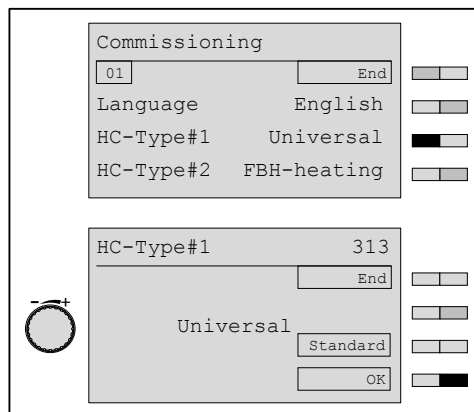 Commissioning
01 End
Language English
HC-Type#1 Universal
HC-Type#2 FBH-heating
HC-Type#1 313
End
- +
Universal
Standard
OK